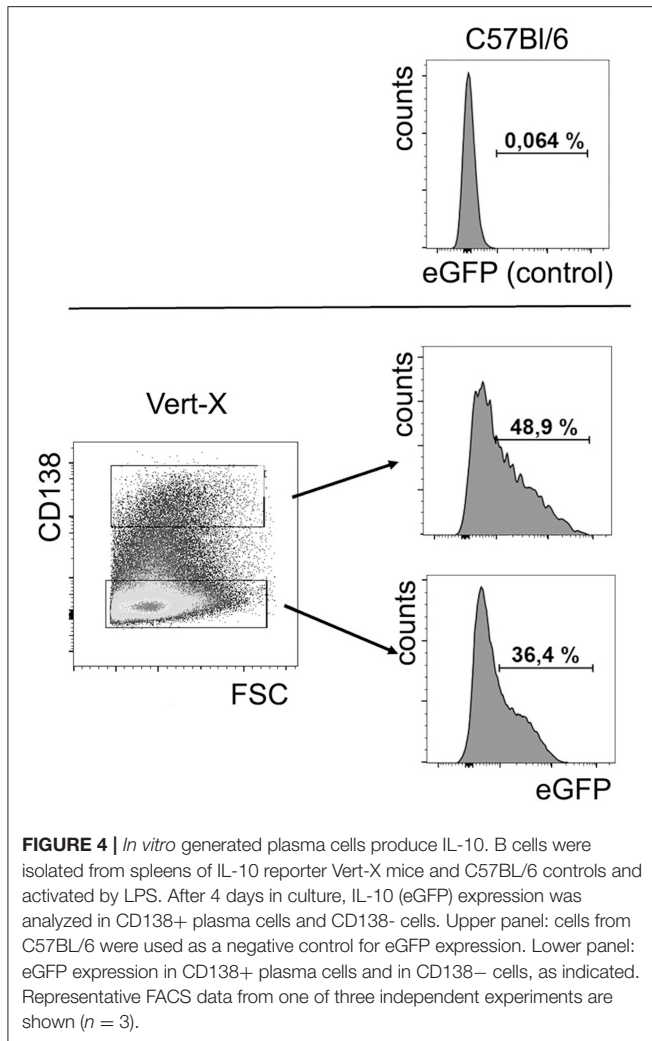 C57Bl/6
counts
0,064 %
eGFP (control)
Vert-X
CD138
FSC
counts
48,9 %
counts
36,4 %
eGFP
FIGURE 4 | In vitro generated plasma cells produce IL-10. B cells were
isolated from spleens of IL-10 reporter Vert-X mice and C57BL/6 controls and
activated by LPS. After 4 days in culture, IL-10 (eGFP) expression was
analyzed in CD138+ plasma cells and CD138- cells. Upper panel: cells from
C57BL/6 were used as a negative control for eGFP expression. Lower panel:
eGFP expression in CD138+ plasma cells and in CD138− cells, as indicated.
Representative FACS data from one of three independent experiments are
shown (n = 3).